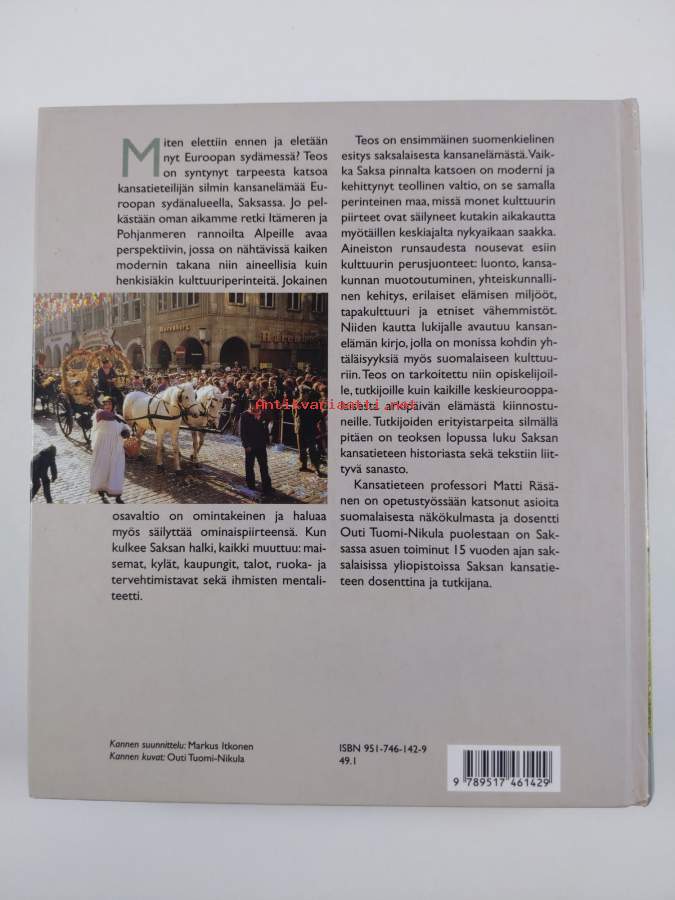 Miten elettiin ennen ja eletään
nyt Euroopan sydämessä? Teos
on syntynyt tarpeesta katsoa
kansatieteilijän silmin kansanelämää Eu-
roopan sydänalueella, Saksassa. Jo pel-
kästään oman aikamme retki Itämeren ja
Pohjanmeren rannoilta Alpeille avaa
perspektiivin, jossa on nähtävissä kaiken
modernin takana niin aineellisia kuin
henkisiäkin kulttuuriperinteitä. Jokainen
osavaltio on omintakeinen ja haluaa
myös säilyttää ominaispiirteensä. Kun
kulkee Saksan halki, kaikki muuttuu: mai-
semat, kylät, kaupungit, talot, ruoka- ja
tervehtimistavat sekä ihmisten mentali-
teetti.
Teos on ensimmäinen suomenkielinen
esitys saksalaisesta kansanelämästä. Vaik-
ka Saksa pinnalta katsoen on moderni ja
kehittynyt teollinen valtio, on se samalla
perinteinen maa, missä monet kulttuurin
piirteet ovat säilyneet kutakin aikakautta
myötäillen keskiajalta nykyaikaan saakka.
Aineiston runsaudesta nousevat esiin
kulttuurin perusjuonteet: luonto, kansa-
kunnan muotoutuminen, yhteiskunnalli-
nen kehitys, erilaiset elämisen miljööt,
tapakulttuuri ja etniset vähemmistöt.
Niiden kautta lukijalle avautuu kansan-
elämän kirjo, jolla on monissa kohdin yh-
täläisyyksiä myös suomalaiseen kulttuu-
riin. Teos on tarkoitettu niin opiskelijoil-
le, tutkijoille kuin kaikille keskieurooppa-
laisesta arkipäivän elämästä kiinnostu-
neille. Tutkijoiden erityistarpeita silmällä
pitäen on teoksen lopussa luku Saksan
kansatieteen historiasta sekä tekstiin liit-
tyvä sanasto.
Kansatieteen professori Matti Räsä-
nen on opetustyössään katsonut asioita
suomalaisesta näkökulmasta ja dosentti
Outi Tuomi-Nikula puolestaan on Sak-
sassa asuen toiminut 15 vuoden ajan sak-
salaisissa yliopistoissa Saksan kansatie-
teen dosenttina ja tutkijana.
Antikvariaatti.net
Kannen suunnittelu: Markus Itkonen
Kannen kuvat: Outi Tuomi-Nikula
ISBN 951-746-142-9
49.1
9 789517 461429